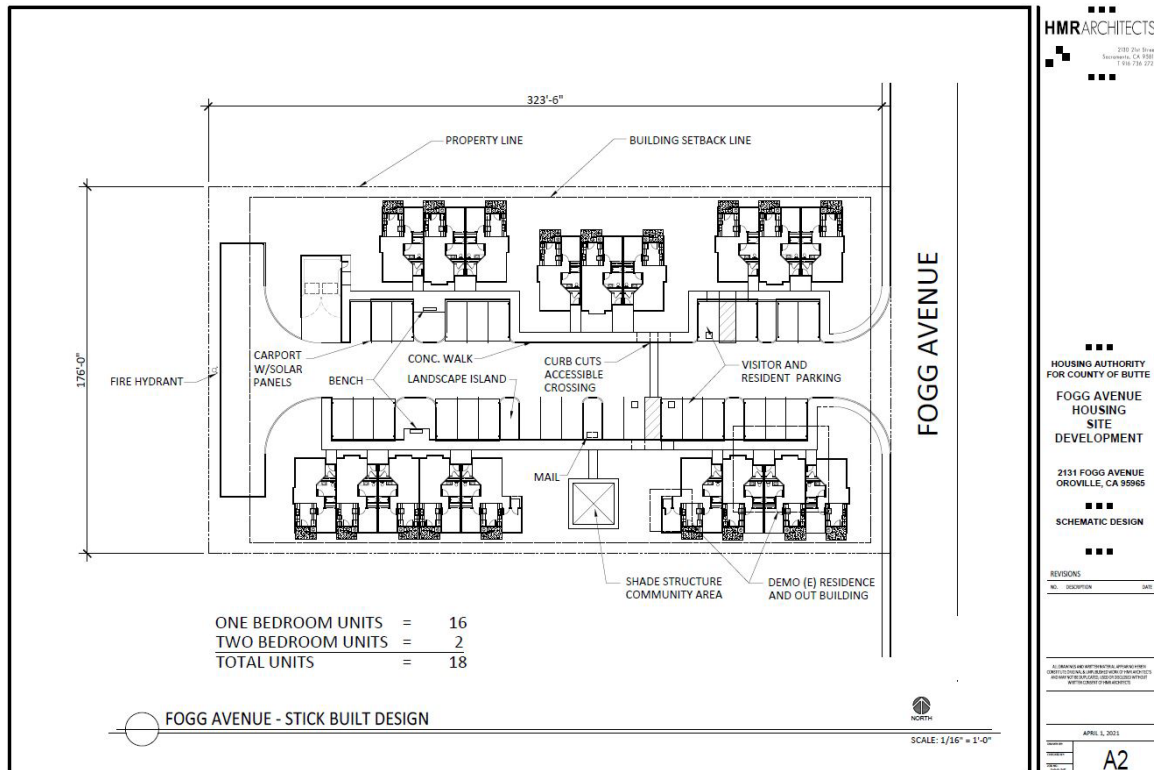 323'-6"
PROPERTY LINE
BUILDING SETBACK LINE
176'-0"
FIRE HYDRANT
CARPORT
W/SOLAR
PANELS
BENCH
CONC. WALK
LANDSCAPE ISLAND
CURB CUTS
ACCESSIBLE
CROSSING
VISITOR AND
RESIDENT PARKING
FOGG AVENUE
MAIL
SHADE STRUCTURE
COMMUNITY AREA
DEMO (E) RESIDENCE
AND OUT BUILDING
ONE BEDROOM UNITS = 16
TWO BEDROOM UNITS = 2
TOTAL UNITS = 18
FOGG AVENUE - STICK BUILT DESIGN
NORTH
SCALE: 1/16" = 1'-0"
HMRARCHITECTS
HOUSING AUTHORITY
FOR COUNTY OF BUTTE
FOGG AVENUE
HOUSING
SITE
DEVELOPMENT
2131 FOGG AVENUE
OROVILLE, CA 95965
SCHEMATIC DESIGN
REVISIONS
NO. DESCRIPTION DATE
APRIL 1, 2021
A2